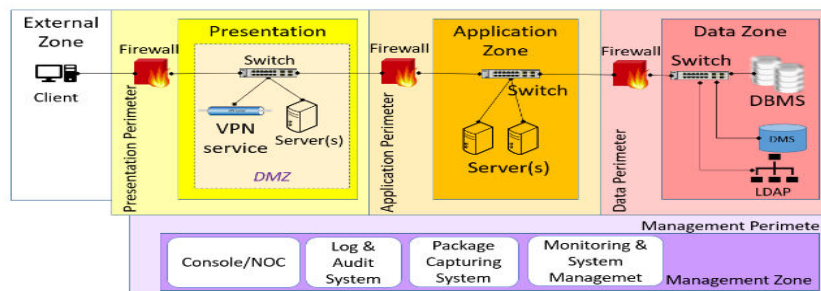 External
Zone
Client
Firewall
Presentation Perimeter
Presentation
Switch
VPN
service
Server(s)
DMZ
Firewall
Application Perimeter
Application
Zone
Switch
Server(s)
Firewall
Data Perimeter
Data Zone
Switch
DBMS
DMS
LDAP
Management Perimete
Console/NOC
Log &
Audit
System
Package
Capturing
System
Monitoring &
System
Managemet
Management Zone